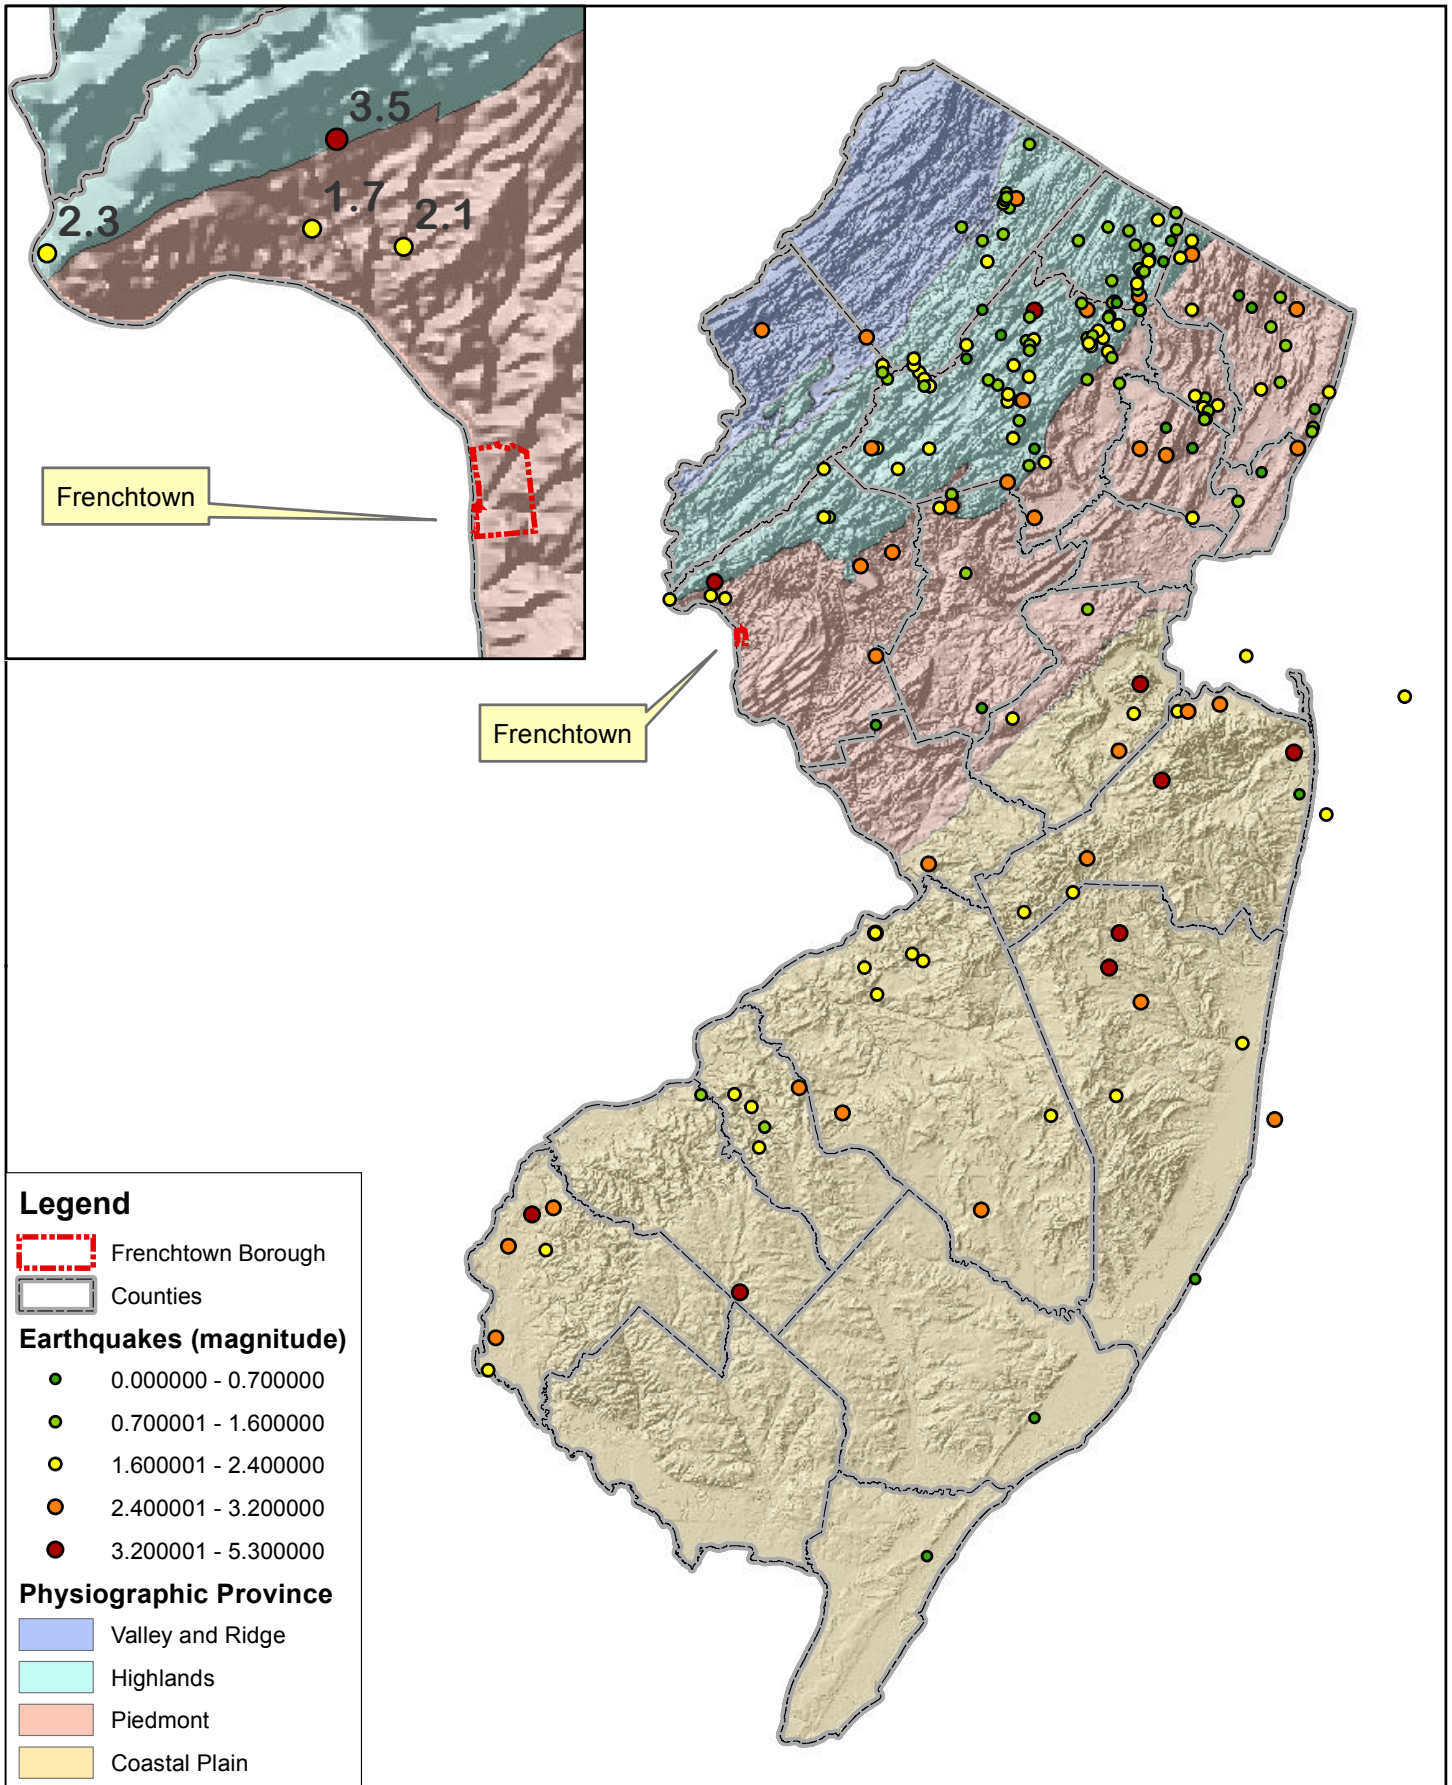 3.5
1.7
2.1
2.3
Frenchtown
Frenchtown
Legend
Frenchtown Borough
Counties
Earthquakes (magnitude)
0.000000 - 0.700000
0.700001 - 1.600000
1.600001 - 2.400000
2.400001 - 3.200000
3.200001 - 5.300000
Physiographic Province
Valley and Ridge
Highlands
Piedmont
Coastal Plain